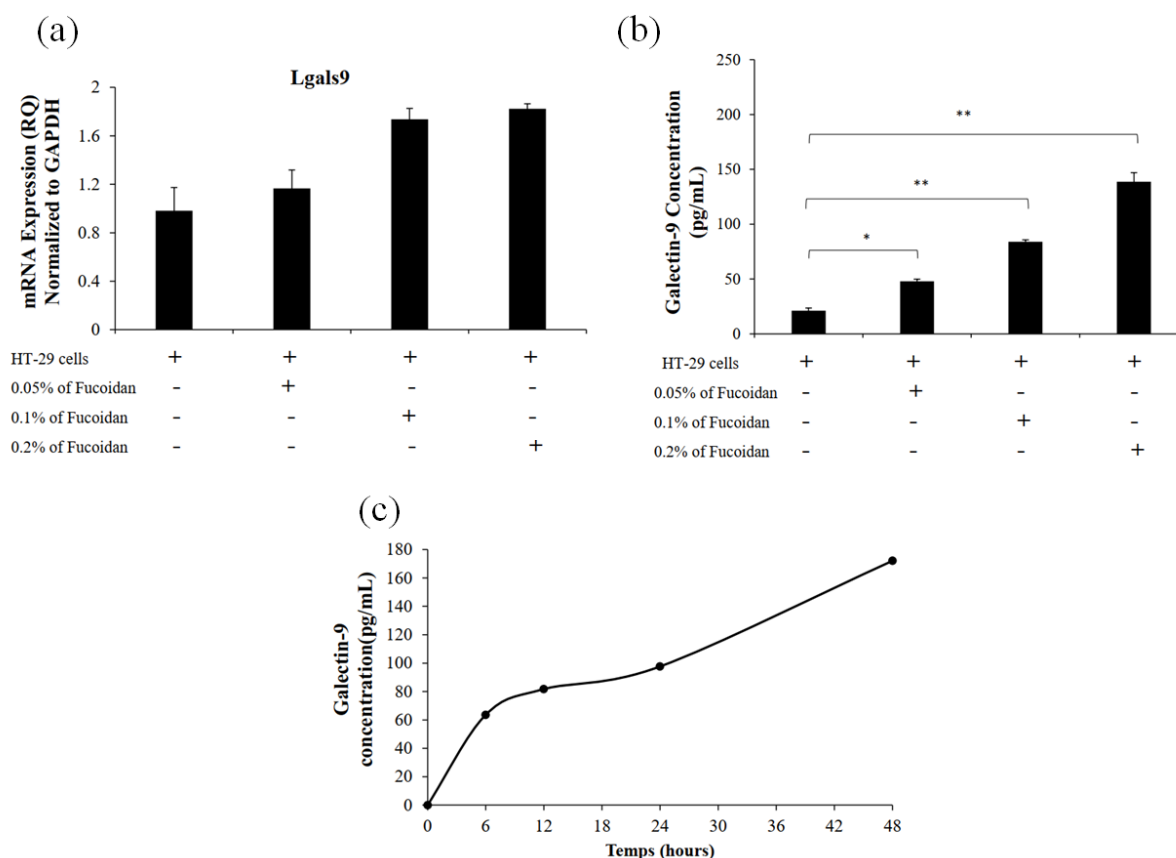 (a)
Lgals9
mRNA Expression (RQ)
Normalized to GAPDH
2
1.6
1.2
0.8
0.4
0
HT-29 cells + + + +
0.05% of Fucoidan - + - -
0.1% of Fucoidan - - + -
0.2% of Fucoidan - - - +
(b)
Galectin-9 Concentration
(pg/mL)
250
200
150
100
50
0
**
**
*
HT-29 cells + + + +
0.05% of Fucoidan - + - -
0.1% of Fucoidan - - + -
0.2% of Fucoidan - - - +
(c)
Galectin-9
concentration(pg/mL)
180
160
140
120
100
80
60
40
20
0
0 6 12 18 24 30 36 42 48
Temps (hours)